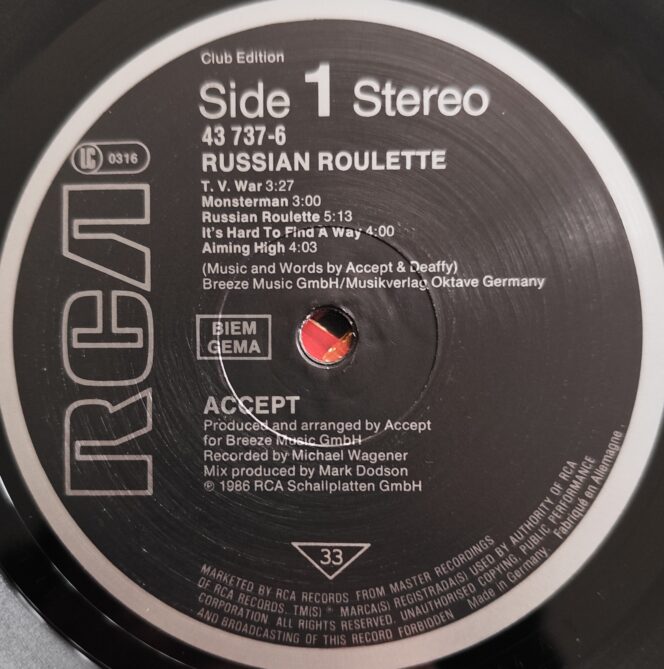 Club Edition
Side 1 Stereo
43 737-6
LC 0316
RUSSIAN ROULETTE
T. V. War 3:27
Monsterman 3:00
Russian Roulette 5:13
It's Hard To Find A Way 4:00
Aiming High 4:03
(Music and Words by Accept & Deaffy)
Breeze Music GmbH/Musikverlag Oktave Germany
RCA
BIEM
GEMA
ACCEPT
Produced and arranged by Accept
for Breeze Music GmbH
Recorded by Michael Wagener
Mix produced by Mark Dodson
℗ 1986 RCA Schallplatten GmbH
33
MARKETED BY RCA RECORDS FROM MASTER RECORDINGS
OF RCA RECORDS. TM(S) ® MARCA(S) REGISTRADA(S) USED BY AUTHORITY OF RCA
CORPORATION. ALL RIGHTS RESERVED. UNAUTHORISED COPYING PUBLIC PERFORMANCE
AND BROADCASTING OF THIS RECORD FORBIDDEN Made in Germany. Fabriqué en Allemagne